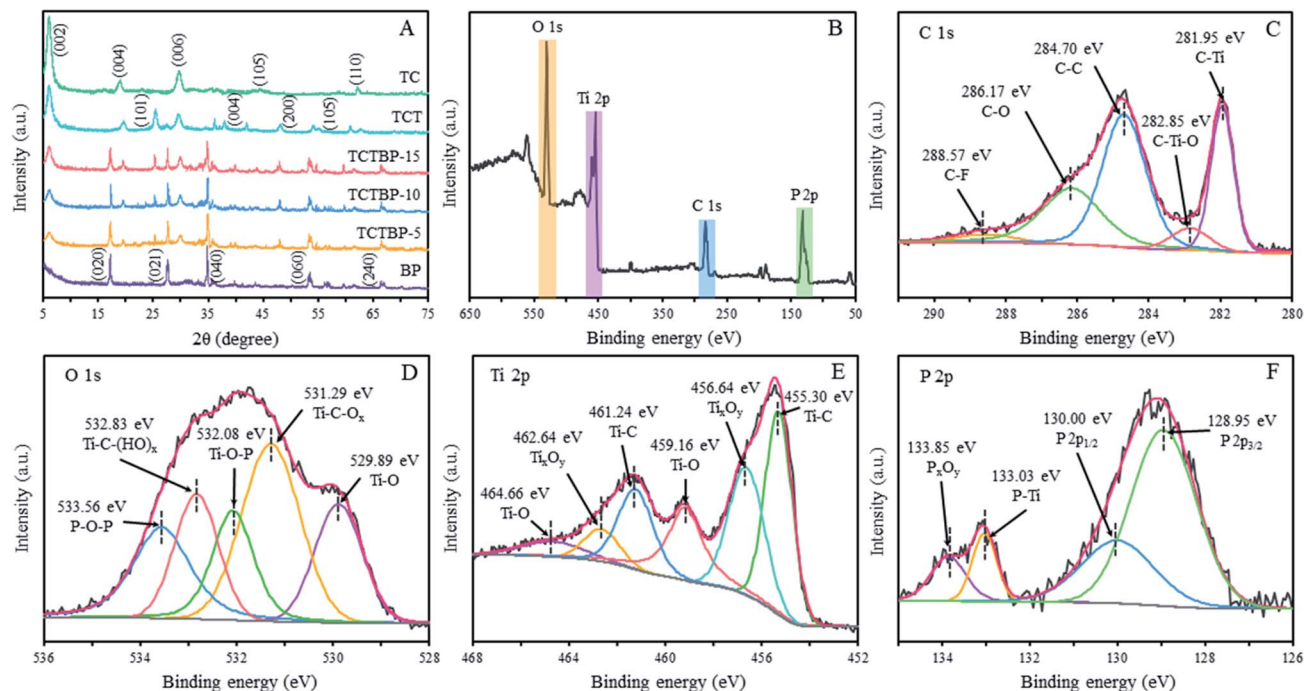 A
(002)
(004)
(006)
(105)
(110)
TC
(101)
(004)
(200)
(105)
TCT
TCTBP-15
TCTBP-10
TCTBP-5
(020)
(021)
(040)
(060)
(240)
BP
5 15 25 35 45 55 65 75
2θ (degree)
Intensity (a.u.)
B
O 1s
Ti 2p
C 1s
P 2p
650 550 450 350 250 150 50
Binding energy (eV)
Intensity (a.u.)
C 1s
C
281.95 eV
C-Ti
284.70 eV
C-C
286.17 eV
C-O
282.85 eV
C-Ti-O
288.57 eV
C-F
290 288 286 284 282 280
Binding energy (eV)
Intensity (a.u.)
O 1s
D
531.29 eV
Ti-C-Ox
532.83 eV
Ti-C-(HO)x
532.08 eV
Ti-O-P
529.89 eV
Ti-O
533.56 eV
P-O-P
536 534 532 530 528
Binding energy (eV)
Intensity (a.u.)
Ti 2p
E
456.64 eV
TixOy
455.30 eV
Ti-C
461.24 eV
Ti-C
459.16 eV
Ti-O
462.64 eV
TixOy
464.66 eV
Ti-O
468 464 460 456 452
Binding energy (eV)
Intensity (a.u.)
P 2p
F
130.00 eV
P 2p1/2
128.95 eV
P 2p3/2
133.85 eV
PxOy
133.03 eV
P-Ti
134 132 130 128 126
Binding energy (eV)
Intensity (a.u.)